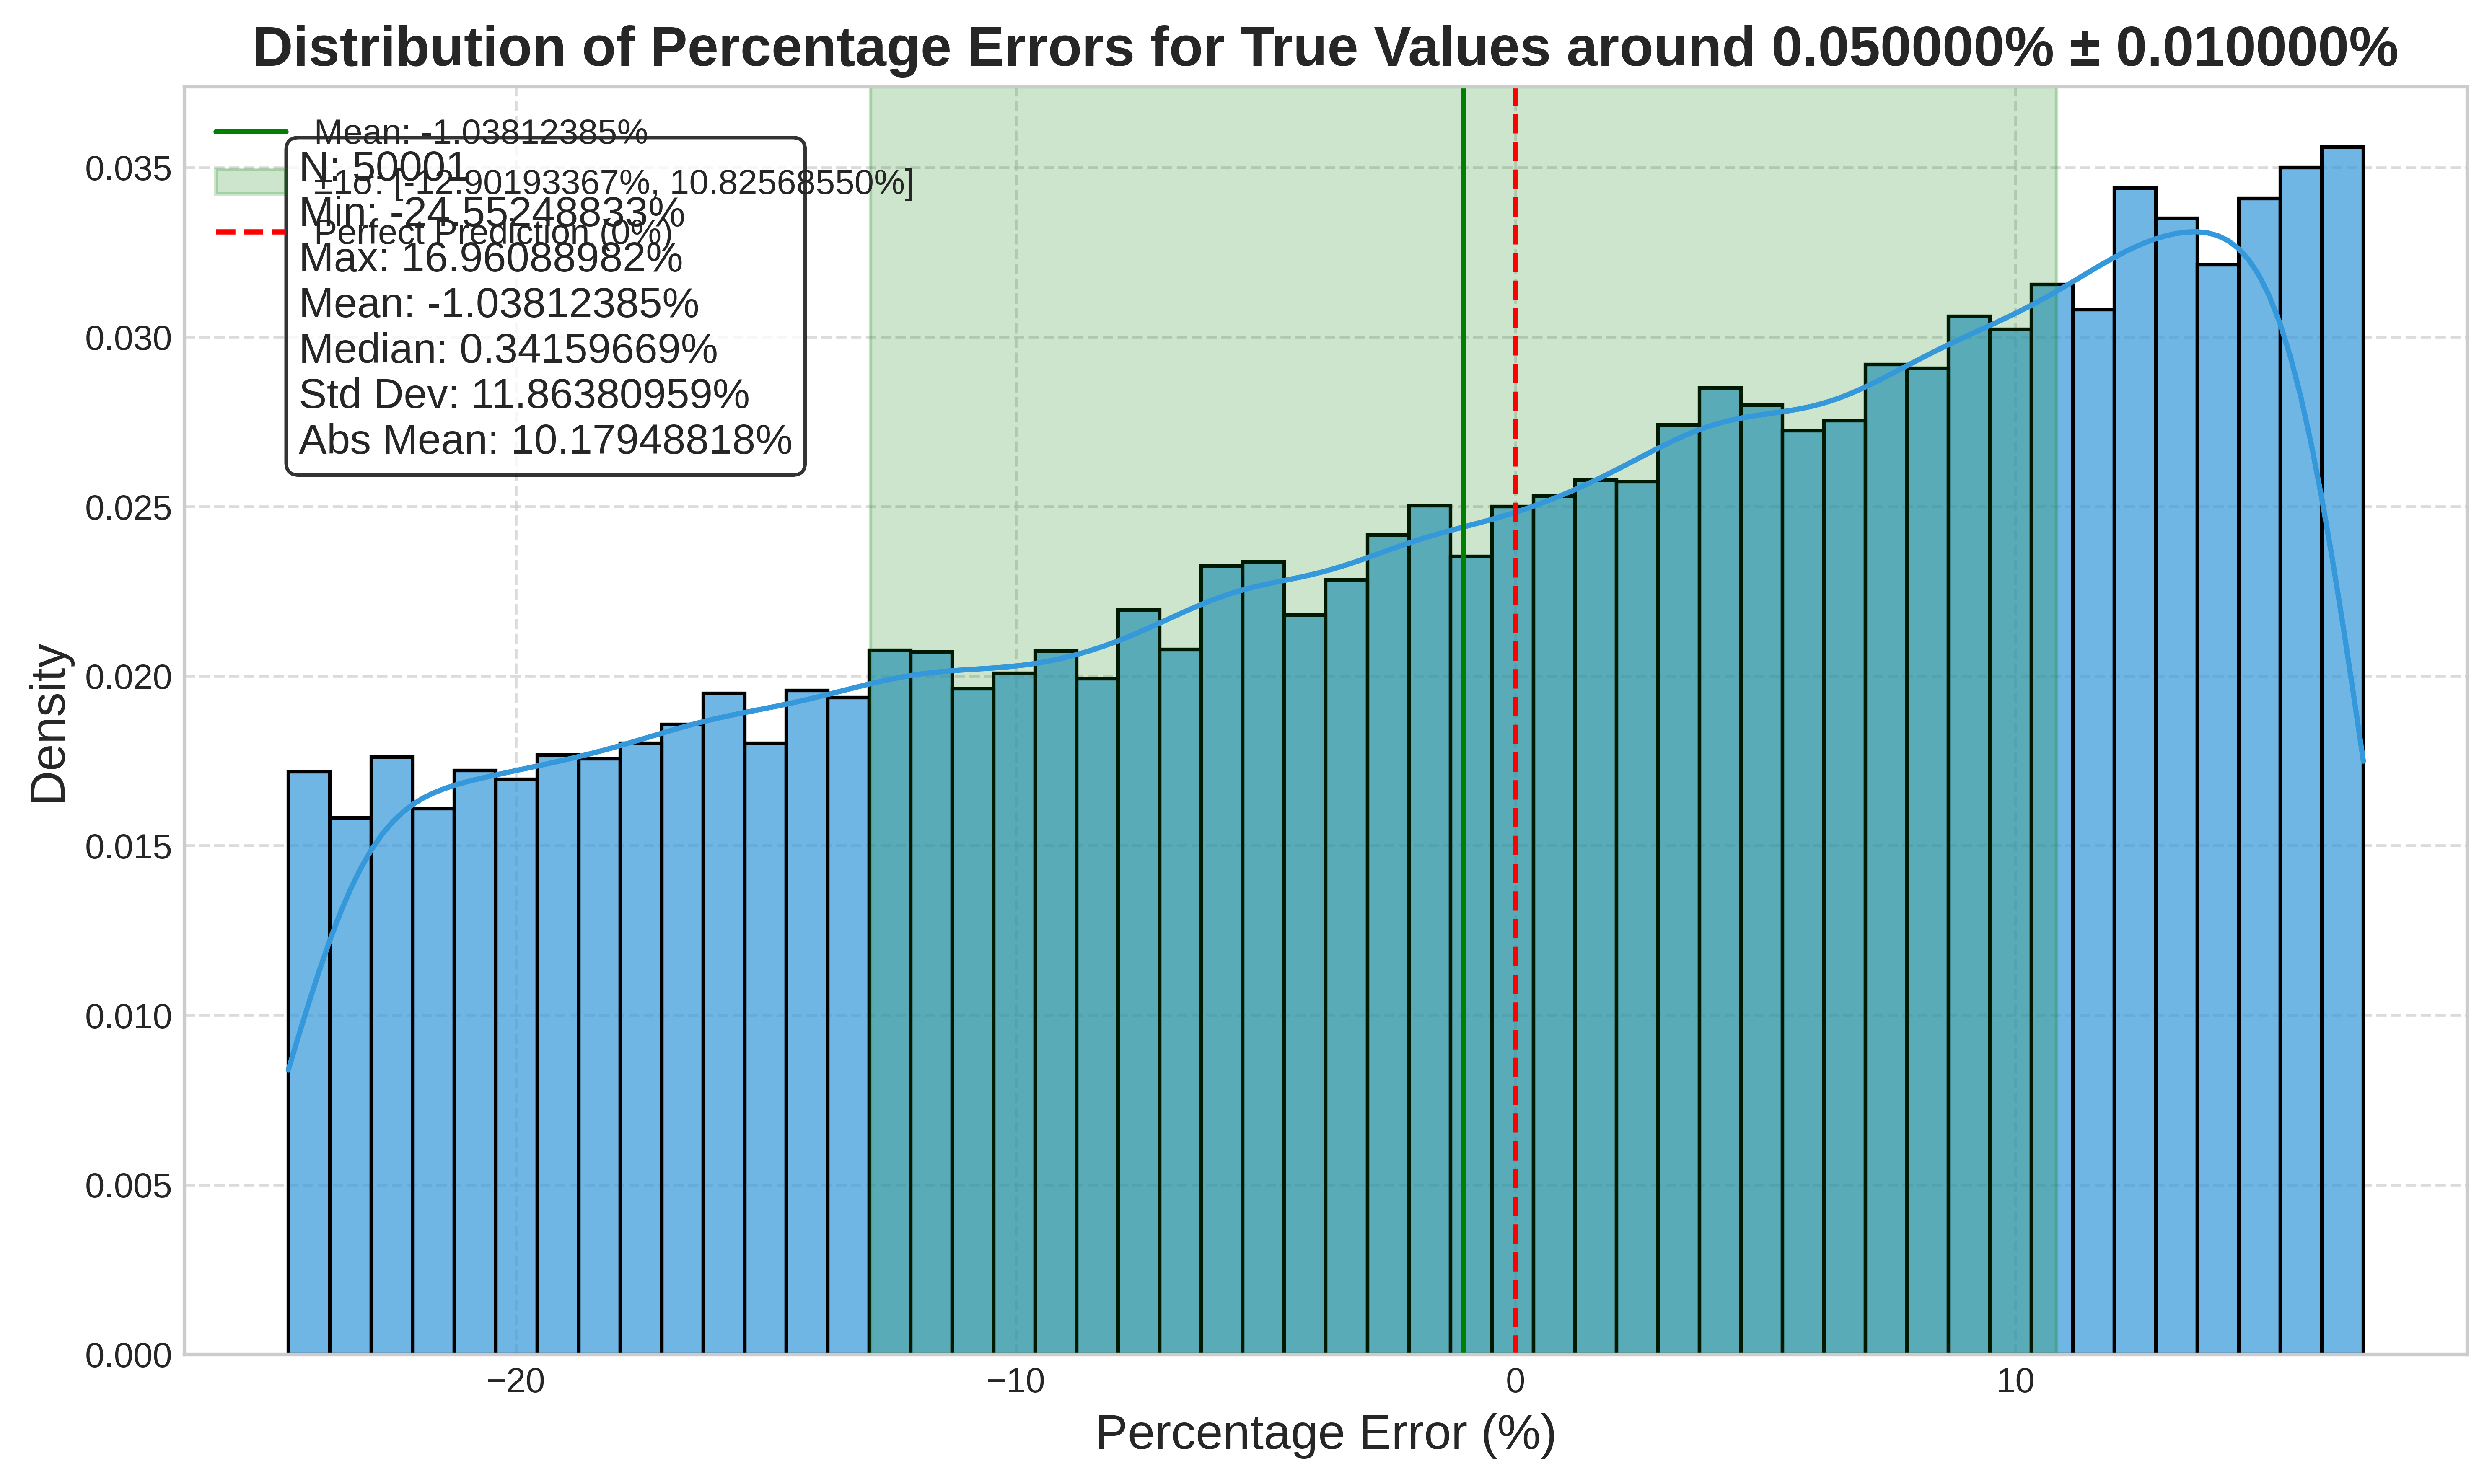 Distribution of Percentage Errors for True Values around 0.050000% ± 0.010000%
Mean: -1.03812385%
±1σ: [-12.90193367%, 10.82568550%]
Perfect Prediction (0%)
N: 50001
Min: -24.55248833%
Max: 16.96088982%
Mean: -1.03812385%
Median: 0.34159669%
Std Dev: 11.86380959%
Abs Mean: 10.17948818%
Density
0.035
0.030
0.025
0.020
0.015
0.010
0.005
0.000
−20
−10
0
10
Percentage Error (%)